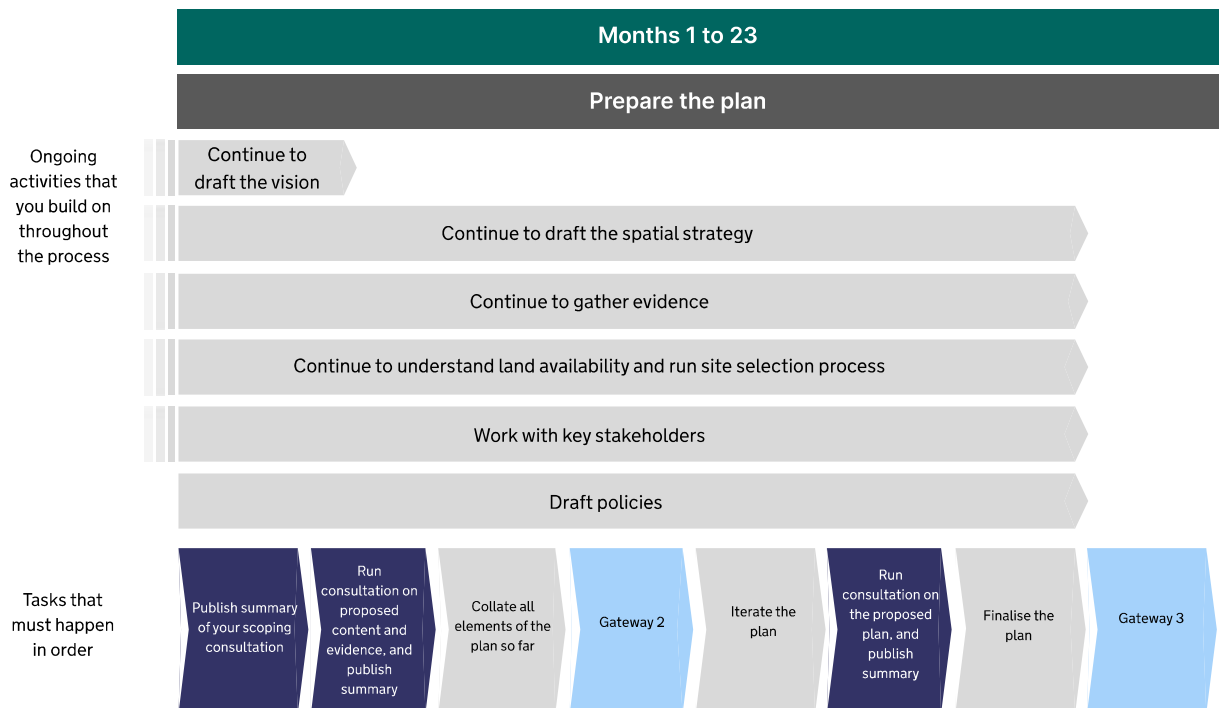 Months 1 to 23
Prepare the plan
Ongoing
activities that
you build on
throughout
the process
Continue to
draft the vision
Continue to draft the spatial strategy
Continue to gather evidence
Continue to understand land availability and run site selection process
Work with key stakeholders
Draft policies
Tasks that
must happen
in order
Publish summary
of your scoping
consultation
Run
consultation on
proposed
content and
evidence, and
publish
summary
Collate all
elements of the
plan so far
Gateway 2
Iterate the
plan
Run
consultation on
the proposed
plan, and
publish
summary
Finalise the
plan
Gateway 3